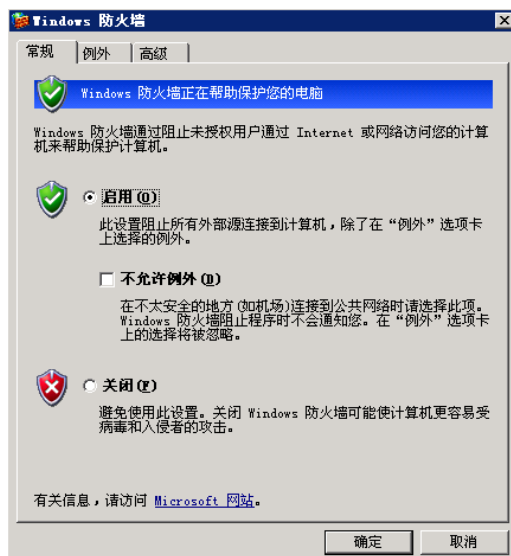 Windows 防火墙
常规 例外 高级
Windows 防火墙正在帮助保护您的电脑
Windows 防火墙通过阻止未授权用户通过 Internet 或网络访问您的计算
机来帮助保护计算机。
启用(O)
此设置阻止所有外部源连接到计算机，除了在“例外”选项卡
上选择的例外。
不允许例外(D)
在不太安全的地方(如机场)连接到公共网络时请选择此项。
Windows 防火墙阻止程序时不会通知您。在“例外”选项卡
上的选择将被忽略。
关闭(F)
避免使用此设置。关闭 Windows 防火墙可能使计算机更容易受
病毒和入侵者的攻击。
有关信息，请访问 Microsoft 网站。
确定 取消